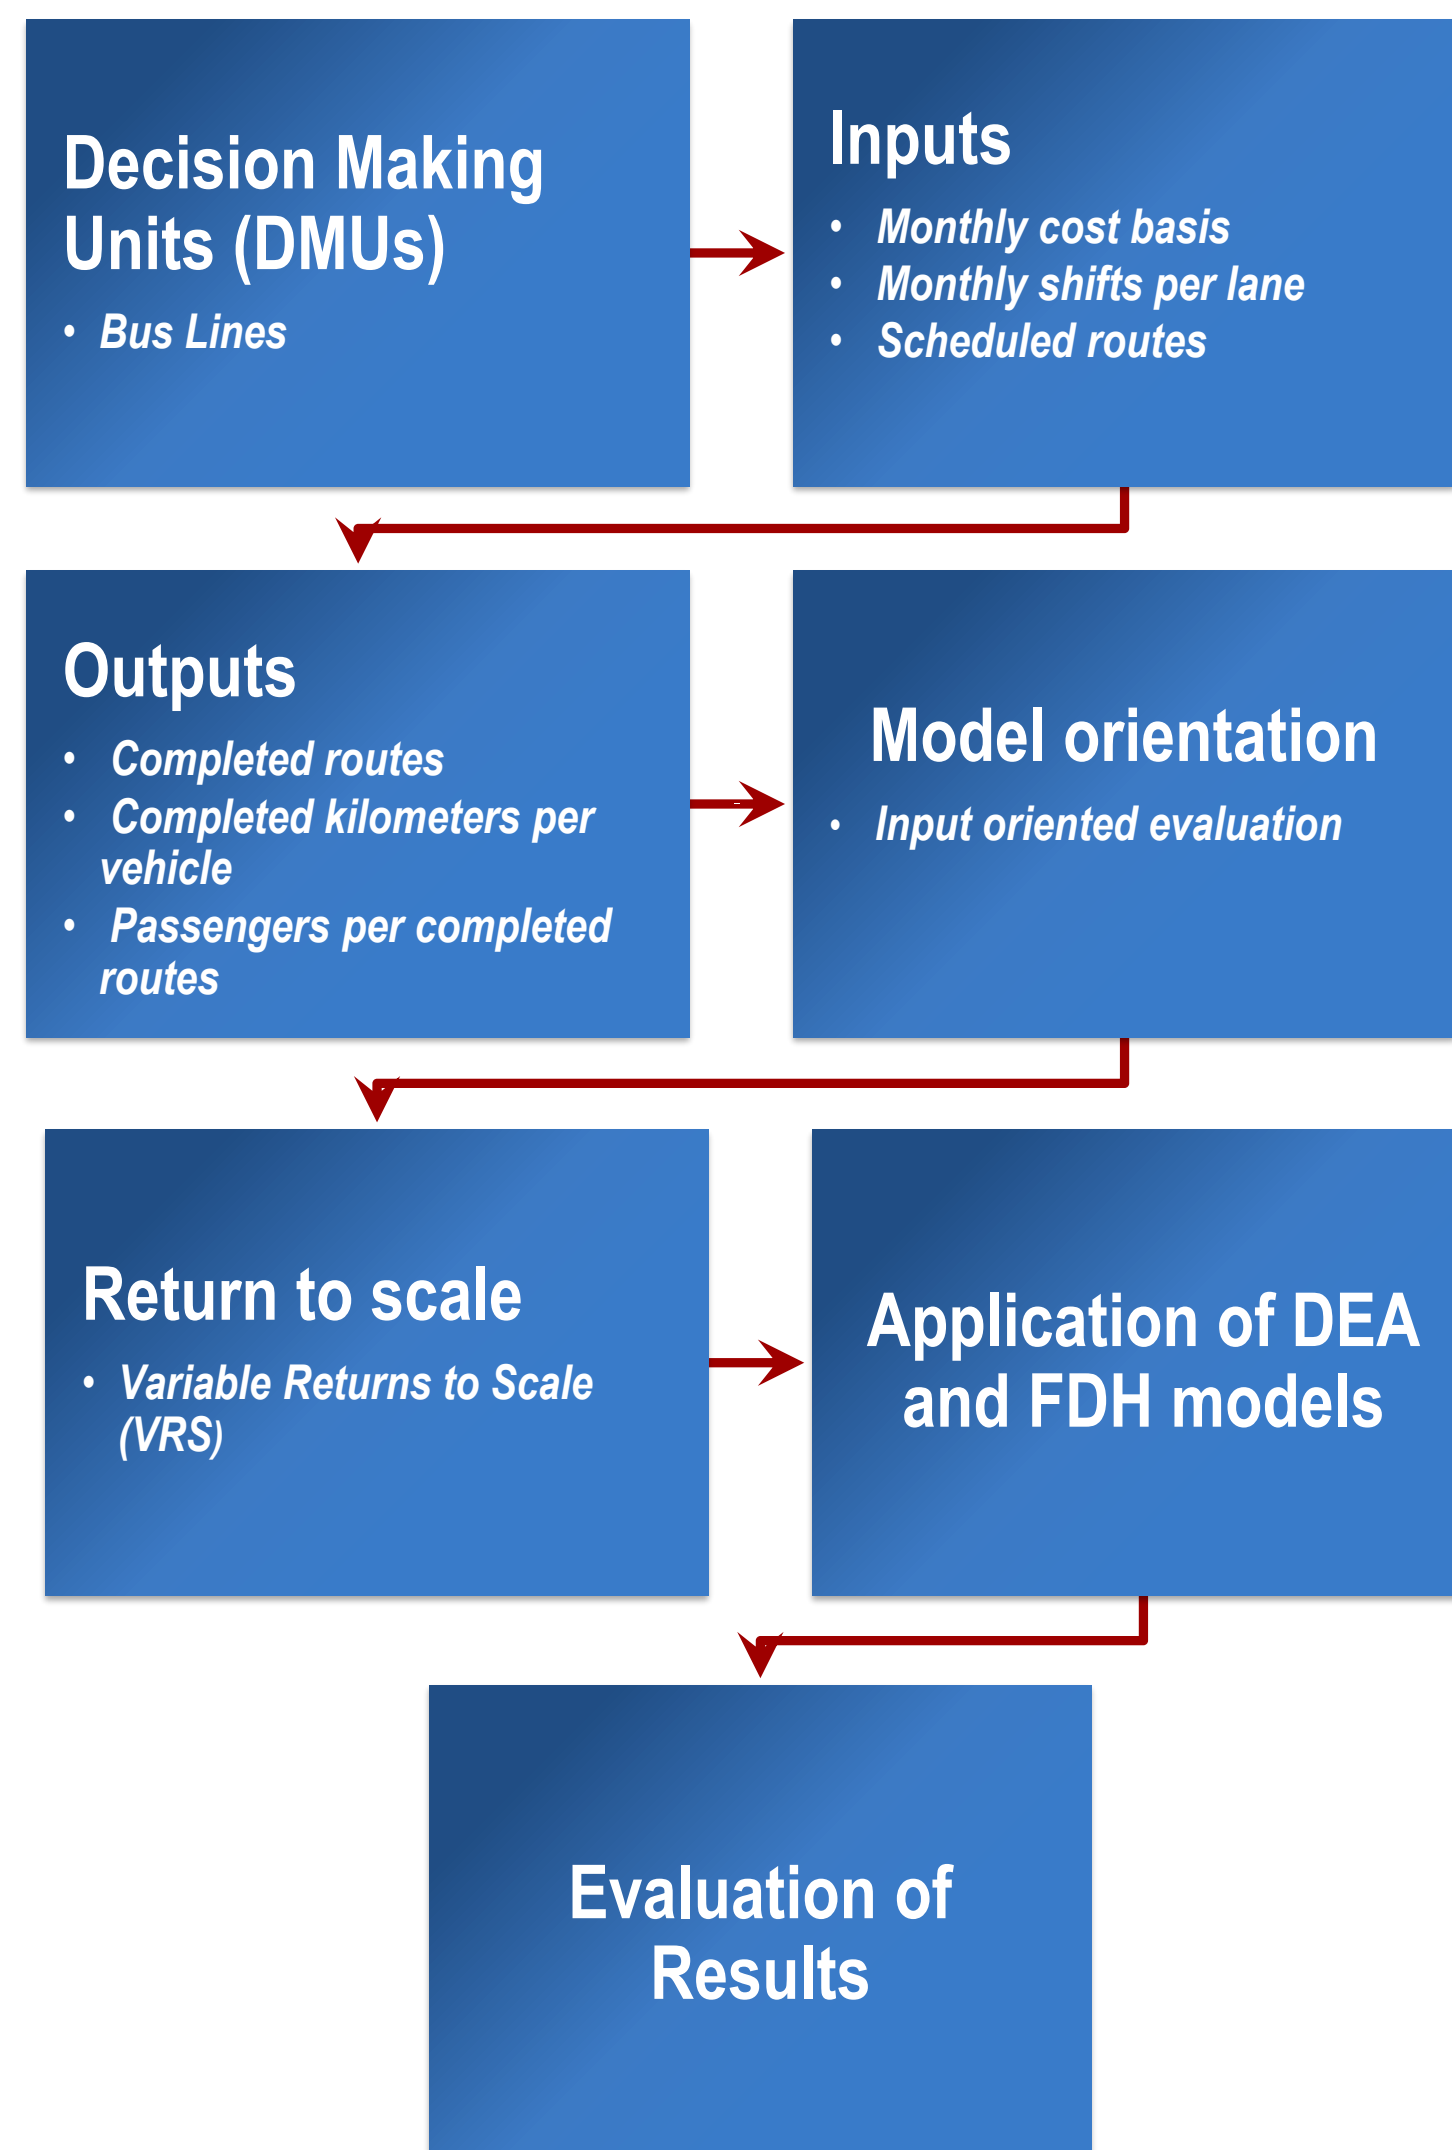 Decision Making
Units (DMUs)
• Bus Lines
Inputs
• Monthly cost basis
• Monthly shifts per lane
• Scheduled routes
Outputs
• Completed routes
• Completed kilometers per
vehicle
• Passengers per completed
routes
Model orientation
• Input oriented evaluation
Return to scale
• Variable Returns to Scale
(VRS)
Application of DEA
and FDH models
Evaluation of
Results